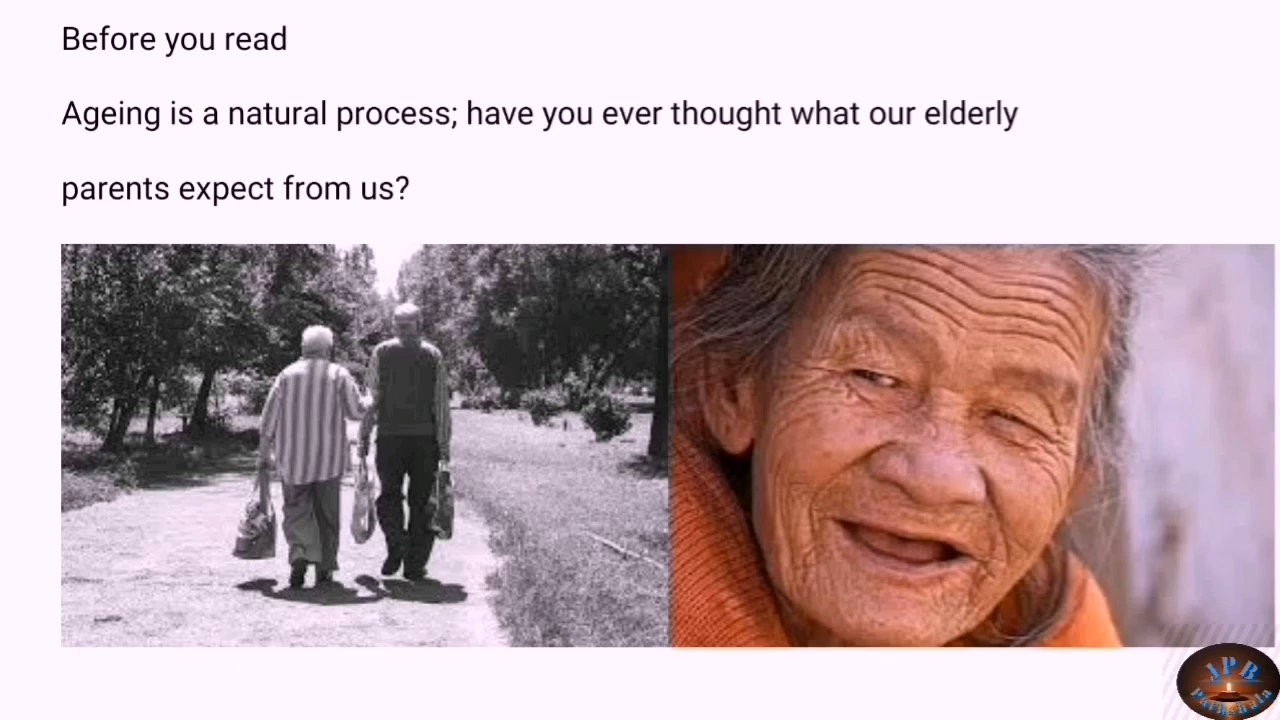 Before you read
Ageing is a natural process; have you ever thought what our elderly
parents expect from us?
JPB
Pathshala